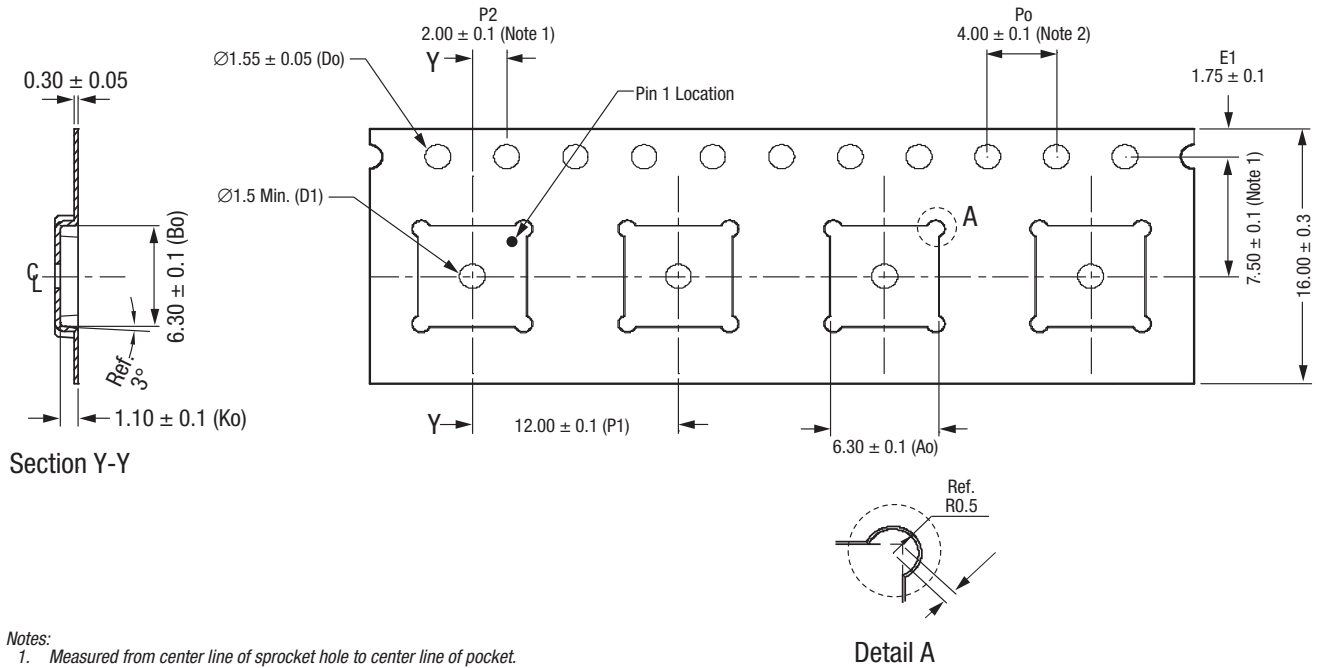 P2
2.00 ± 0.1 (Note 1)
Po
4.00 ± 0.1 (Note 2)
∅1.55 ± 0.05 (Do)
Y
E1
1.75 ± 0.1
0.30 ± 0.05
Pin 1 Location
∅1.5 Min. (D1)
A
7.50 ± 0.1 (Note 1)
16.00 ± 0.3
CL
6.30 ± 0.1 (Bo)
Ref.
3°
1.10 ± 0.1 (Ko)
Y
12.00 ± 0.1 (P1)
6.30 ± 0.1 (Ao)
Section Y-Y
Ref.
R0.5
Detail A
Notes:
1. Measured from center line of sprocket hole to center line of pocket.